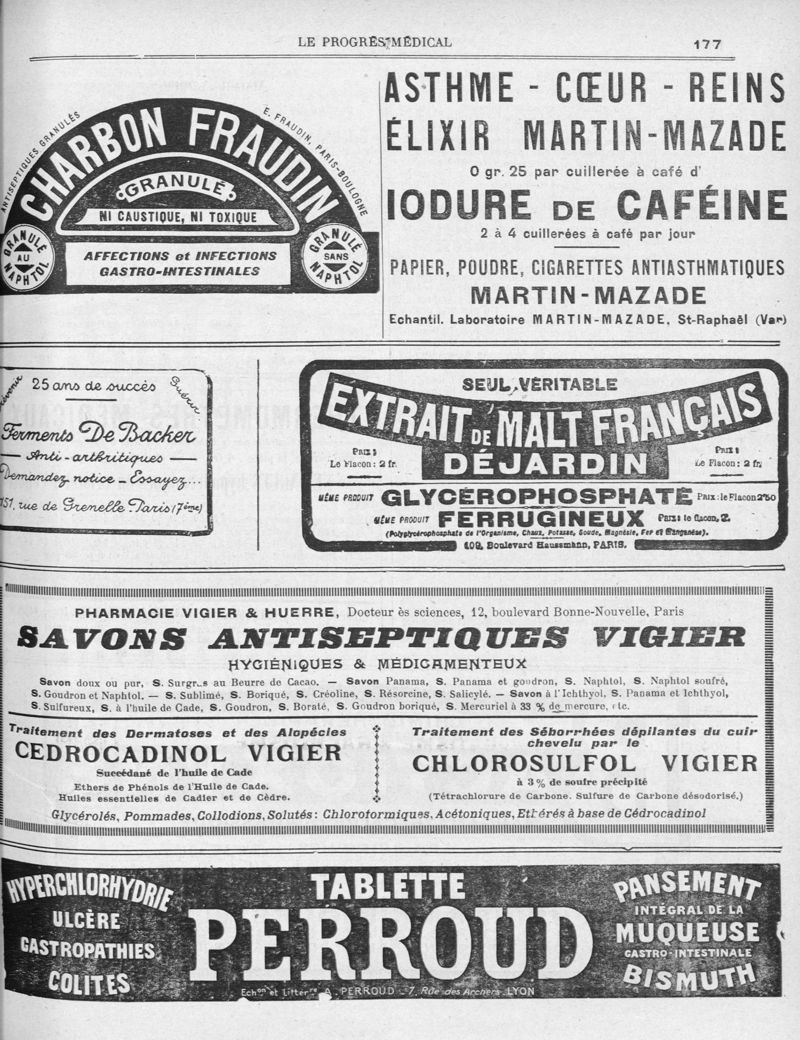 LE PROGRÈS MÉDICAL
177
ANTISEPTIQUES GRANULÉS
E. FRAUDIN, PARIS-BOULOGNE
CHARBON FRAUDIN
GRANULÉ
NI CAUSTIQUE, NI TOXIQUE
GRANULÉ AU NAPHTOL
AFFECTIONS et INFECTIONS
GASTRO-INTESTINALES
GRANULÉ SANS NAPHTOL
ASTHME - CŒUR - REINS
ÉLIXIR MARTIN-MAZADE
0 gr. 25 par cuillerée à café d'
IODURE DE CAFÉINE
2 à 4 cuillerées à café par jour
PAPIER, POUDRE, CIGARETTES ANTIASTHMATIQUES
MARTIN-MAZADE
Echantil. Laboratoire MARTIN-MAZADE, St-Raphaël (Var)
25 ans de succès
Guérir
Ferments De Backer
Anti-arthritiques
Demandez notice - Essayez...
151, rue de Grenelle Paris (7ème)
SEUL VÉRITABLE
EXTRAIT DE MALT FRANÇAIS
DÉJARDIN
PRIX :
Le Flacon : 2 fr.
PRIX :
Le Flacon : 2 fr.
MÊME PRODUIT GLYCÉROPHOSPHATÉ Prix : le Flacon 2f50
MÊME PRODUIT FERRUGINEUX Prix : le flacon, 2.
(Polyglycérophosphate de l'Organisme, Chaux, Potasse, Soude, Magnésie, Fer et Manganèse).
109, Boulevard Haussmann, PARIS.
PHARMACIE VIGIER & HUERRE, Docteur ès sciences, 12, boulevard Bonne-Nouvelle, Paris
SAVONS ANTISEPTIQUES VIGIER
HYGIÉNIQUES & MÉDICAMENTEUX
Savon doux ou pur, S. Surgr_s au Beurre de Cacao. — Savon Panama, S. Panama et goudron, S. Naphtol, S. Naphtol soufré,
S. Goudron et Naphtol. — S. Sublimé, S. Boriqué, S. Créoline, S. Résorcine, S. Salicylé. — Savon à l'Ichthyol, S. Panama et Ichthyol,
S. Sulfureux, S. à l'huile de Cade, S. Goudron, S. Boraté, S. Goudron boriqué, S. Mercuriel à 33 % de mercure, etc.
Traitement des Dermatoses et des Alopécies
CEDROCADINOL VIGIER
Succédané de l'huile de Cade
Ethers de Phénols de l'Huile de Cade.
Huiles essentielles de Cadier et de Cèdre.
Traitement des Séborrhées dépilantes du cuir
chevelu par le
CHLOROSULFOL VIGIER
à 3 % de soufre précipité
(Tétrachlorure de Carbone. Sulfure de Carbone désodorisé.)
Glycérolés, Pommades, Collodions, Solutés : Chloroformiques, Acétoniques, Ethérés à base de Cédrocadinol
HYPERCHLORHYDRIE
ULCÈRE
GASTROPATHIES
COLITES
TABLETTE
PERROUD
Echon et Littérre A. PERROUD - 7, Rue des Archers, LYON
PANSEMENT
INTÉGRAL DE LA
MUQUEUSE
GASTRO-INTESTINALE
BISMUTH